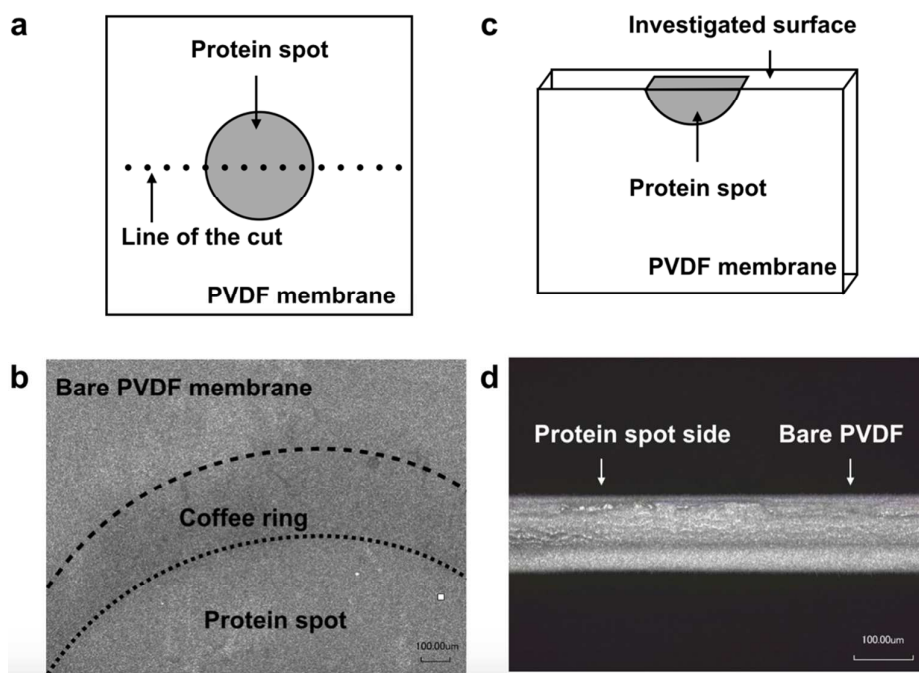 a
Protein spot
Line of the cut
PVDF membrane
b
Bare PVDF membrane
Coffee ring
Protein spot
100.00um
c
Investigated surface
Protein spot
PVDF membrane
d
Protein spot side
Bare PVDF
100.00um